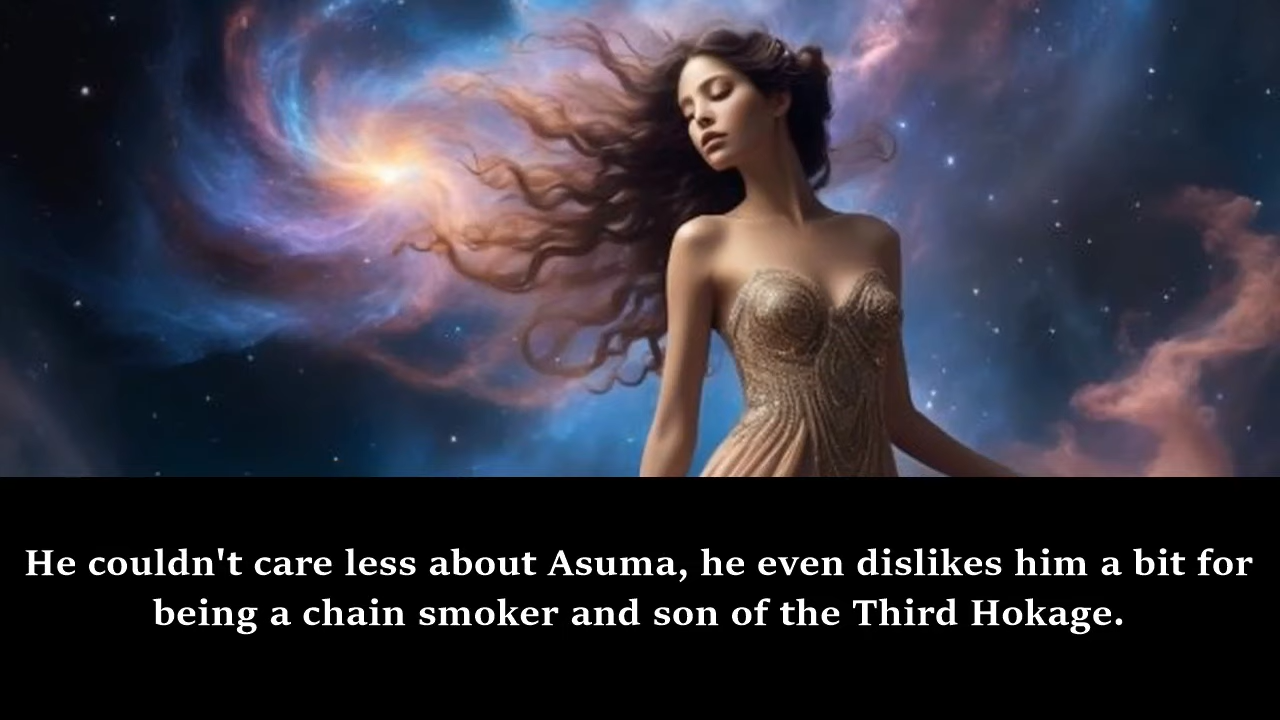 He couldn't care less about Asuma, he even dislikes him a bit for
being a chain smoker and son of the Third Hokage.